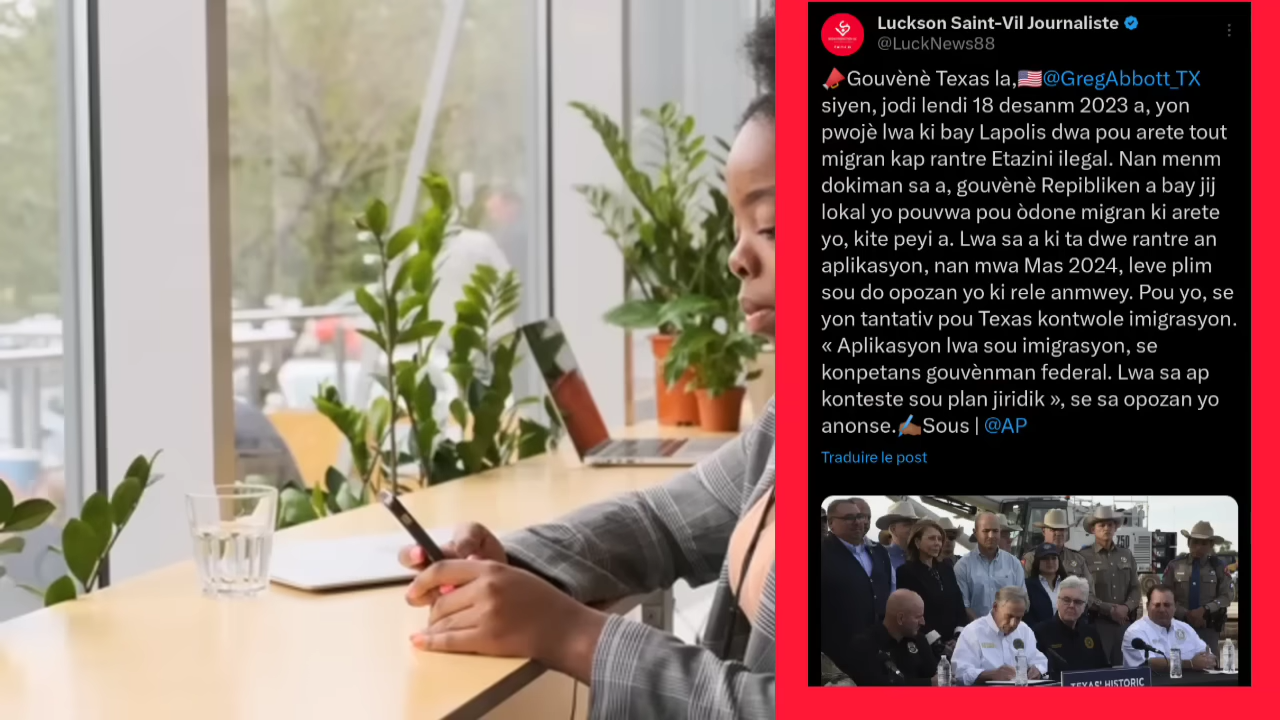 Luckson Saint-Vil Journaliste
@LuckNews88
📣Gouvènè Texas la,🇺🇸@GregAbbott_TX
siyen, jodi lendi 18 desanm 2023 a, yon
pwojè lwa ki bay Lapolis dwa pou arete tout
migran kap rantre Etazini ilegal. Nan menm
dokiman sa a, gouvènè Repibliken a bay jij
lokal yo pouvwa pou òdone migran ki arete
yo, kite peyi a. Lwa sa a ki ta dwe rantre an
aplikasyon, nan mwa Mas 2024, leve plim
sou do opozan yo ki rele anmwey. Pou yo, se
yon tantativ pou Texas kontwole imigrasyon.
« Aplikasyon lwa sou imigrasyon, se
konpetans gouvènman federal. Lwa sa ap
konteste sou plan jiridik », se sa opozan yo
anonse.✍🏾Sous | @AP
Traduire le post
750
TEXAS' HISTORIC